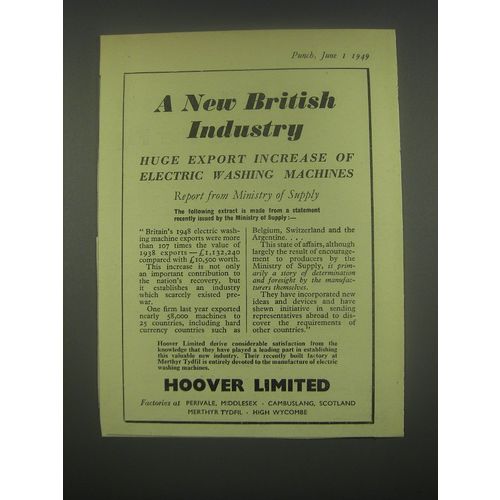 Punch, June 1 1949
A New British
Industry
HUGE EXPORT INCREASE OF
ELECTRIC WASHING MACHINES
Report from Ministry of Supply
The following extract is made from a statement
recently issued by the Ministry of Supply:—
"Britain's 1948 electric wash-
ing machine exports were more
than 107 times the value of
1938 exports — £1,132,240
compared with £10,500 worth.
This increase is not only
an important contribution to
the nation's recovery, but
it establishes an industry
which scarcely existed pre-
war.
One firm last year exported
nearly 58,000 machines to
25 countries, including hard
currency countries such as
Belgium, Switzerland and the
Argentine. . . .
This state of affairs, although
largely the result of encourage-
ment to producers by the
Ministry of Supply, is prim-
arily a story of determination
and foresight by the manufac-
turers themselves.
They have incorporated new
ideas and devices and have
shewn initiative in sending
representatives abroad to dis-
cover the requirements of
other countries."
Hoover Limited derive considerable satisfaction from the
knowledge that they have played a leading part in establishing
this valuable new industry. Their recently built factory at
Merthyr Tydfil is entirely devoted to the manufacture of electric
washing machines.
HOOVER LIMITED
Factories at PERIVALE, MIDDLESEX · CAMBUSLANG, SCOTLAND
MERTHYR TYDFIL · HIGH WYCOMBE